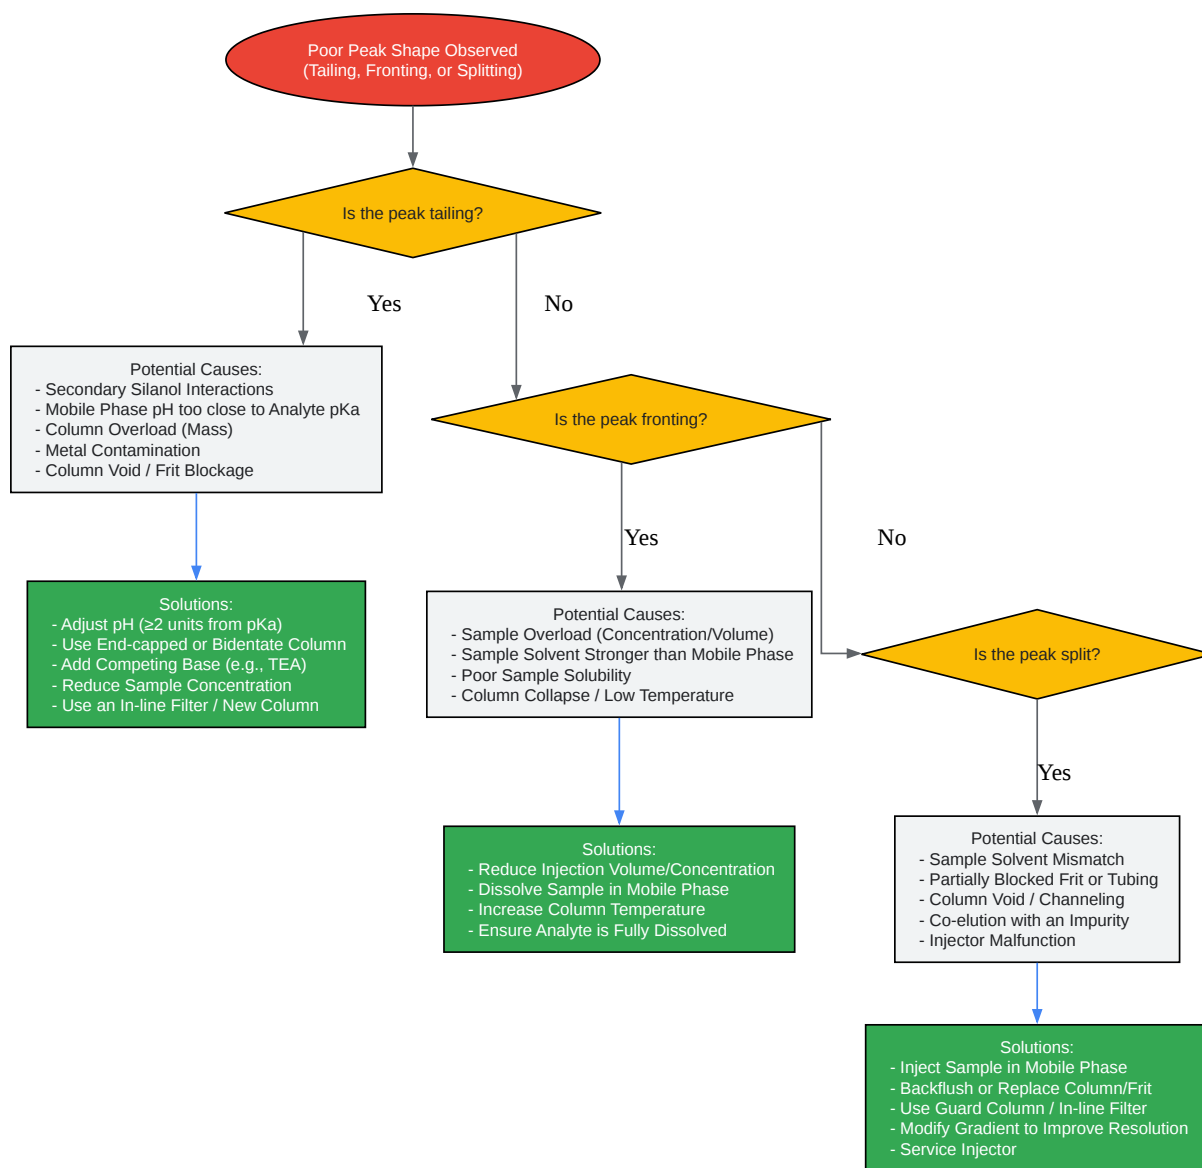 Poor Peak Shape Observed
(Tailing, Fronting, or Splitting)
Is the peak tailing?
Yes
No
Potential Causes:
- Secondary Silanol Interactions
- Mobile Phase pH too close to Analyte pKa
- Column Overload (Mass)
- Metal Contamination
- Column Void / Frit Blockage
Is the peak fronting?
Yes
No
Solutions:
- Adjust pH (≥2 units from pKa)
- Use End-capped or Bidentate Column
- Add Competing Base (e.g., TEA)
- Reduce Sample Concentration
- Use an In-line Filter / New Column
Potential Causes:
- Sample Overload (Concentration/Volume)
- Sample Solvent Stronger than Mobile Phase
- Poor Sample Solubility
- Column Collapse / Low Temperature
Is the peak split?
Yes
Solutions:
- Reduce Injection Volume/Concentration
- Dissolve Sample in Mobile Phase
- Increase Column Temperature
- Ensure Analyte is Fully Dissolved
Potential Causes:
- Sample Solvent Mismatch
- Partially Blocked Frit or Tubing
- Column Void / Channeling
- Co-elution with an Impurity
- Injector Malfunction
Solutions:
- Inject Sample in Mobile Phase
- Backflush or Replace Column/Frit
- Use Guard Column / In-line Filter
- Modify Gradient to Improve Resolution
- Service Injector